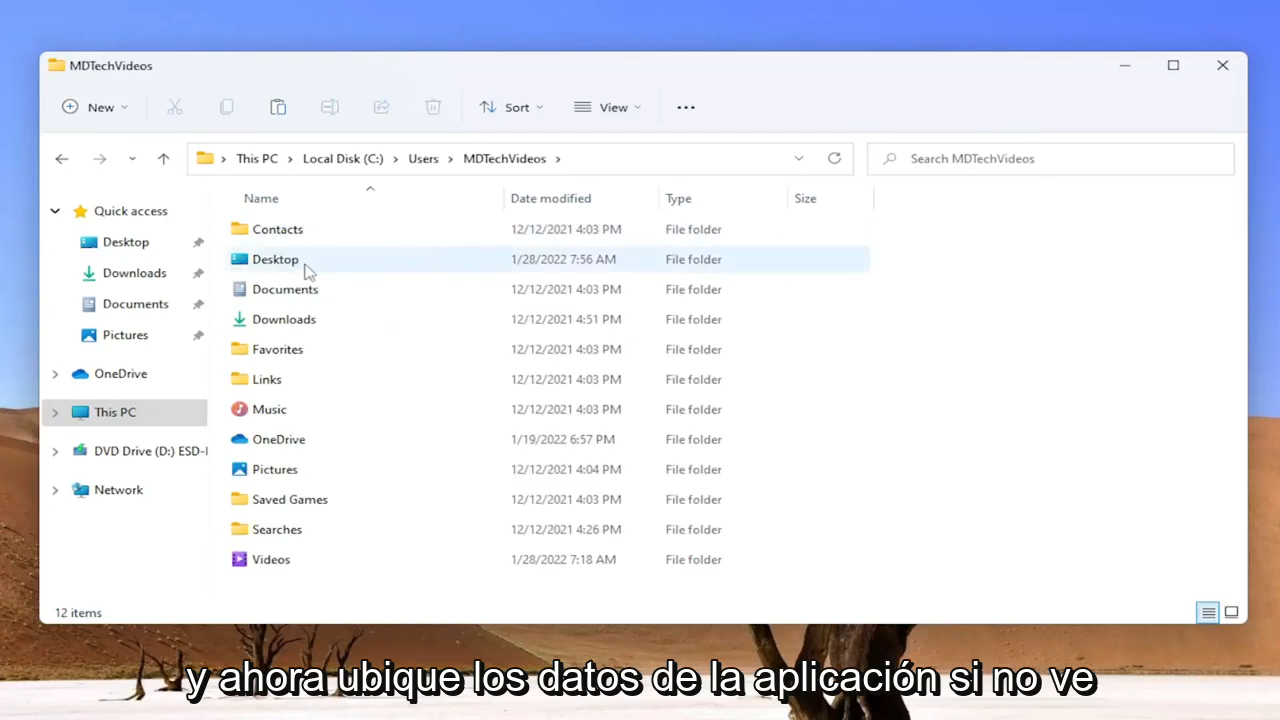 MDTechVideos
New
Sort
View
This PC > Local Disk (C:) > Users > MDTechVideos >
Search MDTechVideos
Name Date modified Type Size
Quick access
Desktop
Downloads
Documents
Pictures
OneDrive
This PC
DVD Drive (D:) ESD-I
Network
Contacts 12/12/2021 4:03 PM File folder
Desktop 1/28/2022 7:56 AM File folder
Documents 12/12/2021 4:03 PM File folder
Downloads 12/12/2021 4:51 PM File folder
Favorites 12/12/2021 4:03 PM File folder
Links 12/12/2021 4:03 PM File folder
Music 12/12/2021 4:03 PM File folder
OneDrive 1/19/2022 6:57 PM File folder
Pictures 12/12/2021 4:04 PM File folder
Saved Games 12/12/2021 4:03 PM File folder
Searches 12/12/2021 4:26 PM File folder
Videos 1/28/2022 7:18 AM File folder
12 items
y ahora ubique los datos de la aplicación si no ve